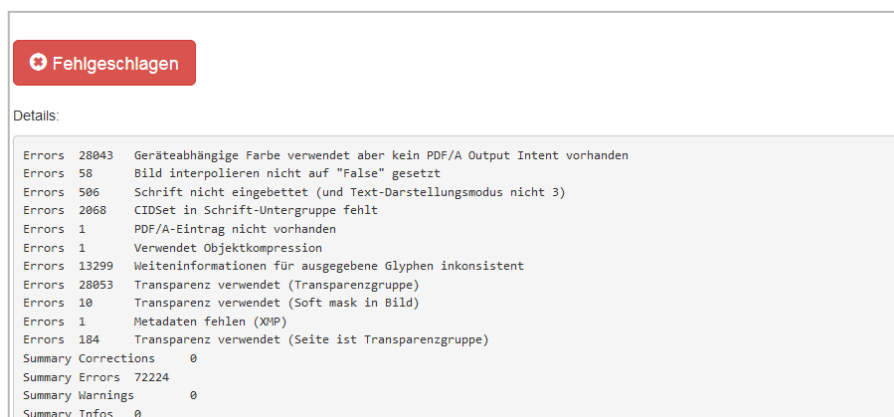 Fehlgeschlagen
Details:
Errors 28043 Geräteabhängige Farbe verwendet aber kein PDF/A Output Intent vorhanden
Errors 58 Bild interpolieren nicht auf "False" gesetzt
Errors 506 Schrift nicht eingebettet (und Text-Darstellungsmodus nicht 3)
Errors 2068 CIDSet in Schrift-Untergruppe fehlt
Errors 1 PDF/A-Eintrag nicht vorhanden
Errors 1 Verwendet Objektkompression
Errors 13299 Weiteninformationen für ausgegebene Glyphen inkonsistent
Errors 28053 Transparenz verwendet (Transparenzgruppe)
Errors 10 Transparenz verwendet (Soft mask in Bild)
Errors 1 Metadaten fehlen (XMP)
Errors 184 Transparenz verwendet (Seite ist Transparenzgruppe)
Summary Corrections 0
Summary Errors 72224
Summary Warnings 0
Summary Infos 0